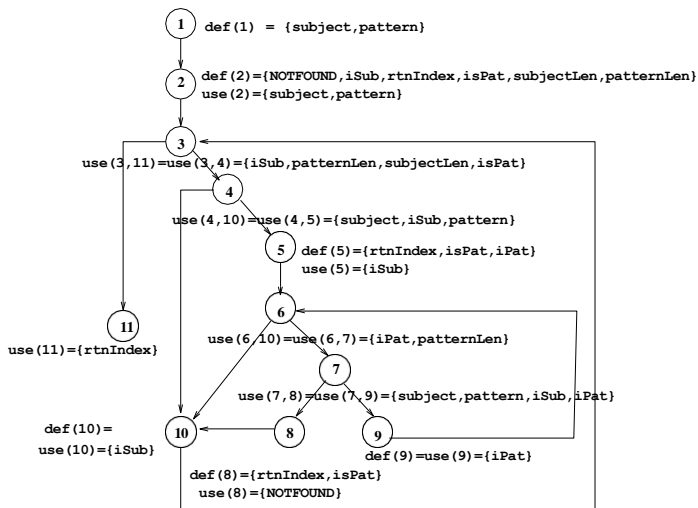 1
def(1) = {subject,pattern}
2
def(2)={NOTFOUND,iSub,rtnIndex,isPat,subjectLen,patternLen}
use(2)={subject,pattern}
3
use(3,11)=use(3,4)={iSub,patternLen,subjectLen,isPat}
4
use(4,10)=use(4,5)={subject,iSub,pattern}
5
def(5)={rtnIndex,isPat,iPat}
use(5)={iSub}
6
11
use(6,10)=use(6,7)={iPat,patternLen}
use(11)={rtnIndex}
7
use(7,8)=use(7,9)={subject,pattern,iSub,iPat}
def(10)=
use(10)={iSub}
10
8
9
def(9)=use(9)={iPat}
def(8)={rtnIndex,isPat}
use(8)={NOTFOUND}